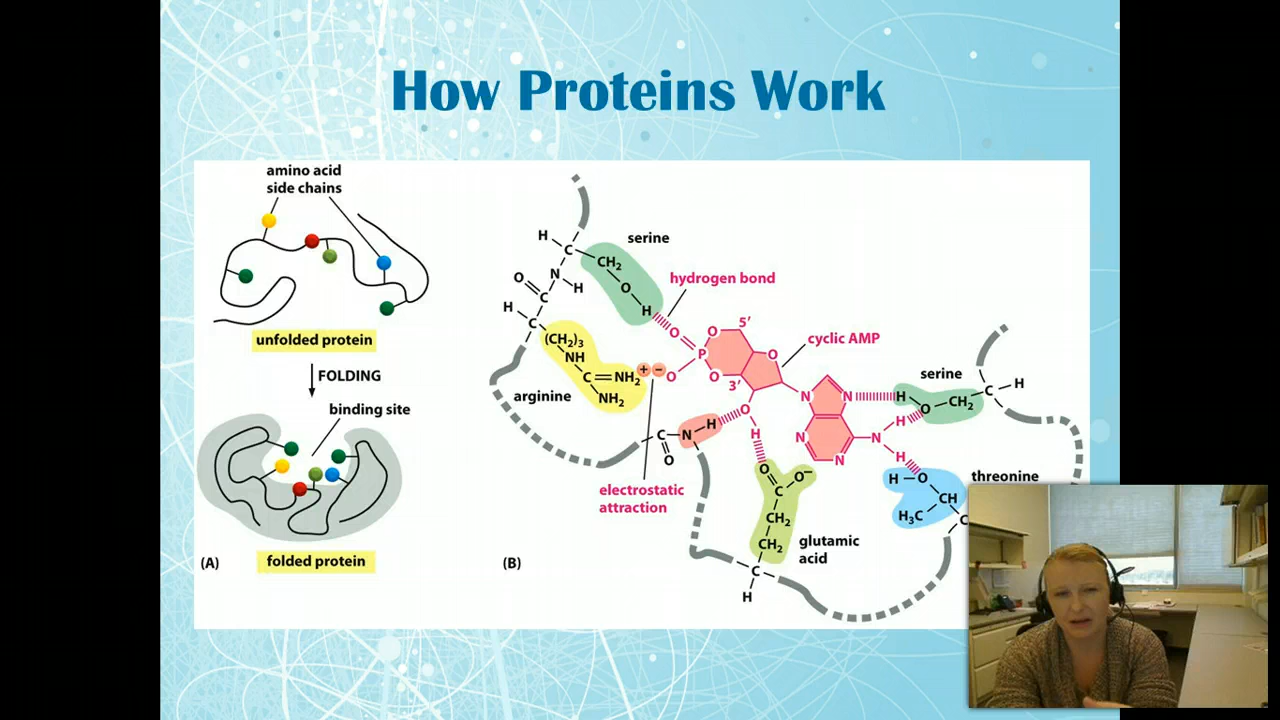 How Proteins Work
amino acid
side chains
unfolded protein
FOLDING
binding site
(A)
folded protein
serine
H
C
CH₂
O
H
N
H
O
C
H
C
(CH₂)₃
NH
C=NH₂
NH₂
arginine
hydrogen bond
O
P
O
O
+ −
O
5′
3′
O
cyclic AMP
N
N
N
N
N
H
H
O
H
C
O
N
H
electrostatic
attraction
O
O⁻
C
CH₂
CH₂
C
H
glutamic
acid
serine
H
O
CH₂
C
H
threonine
H
O
CH
H₃C
C
(B)